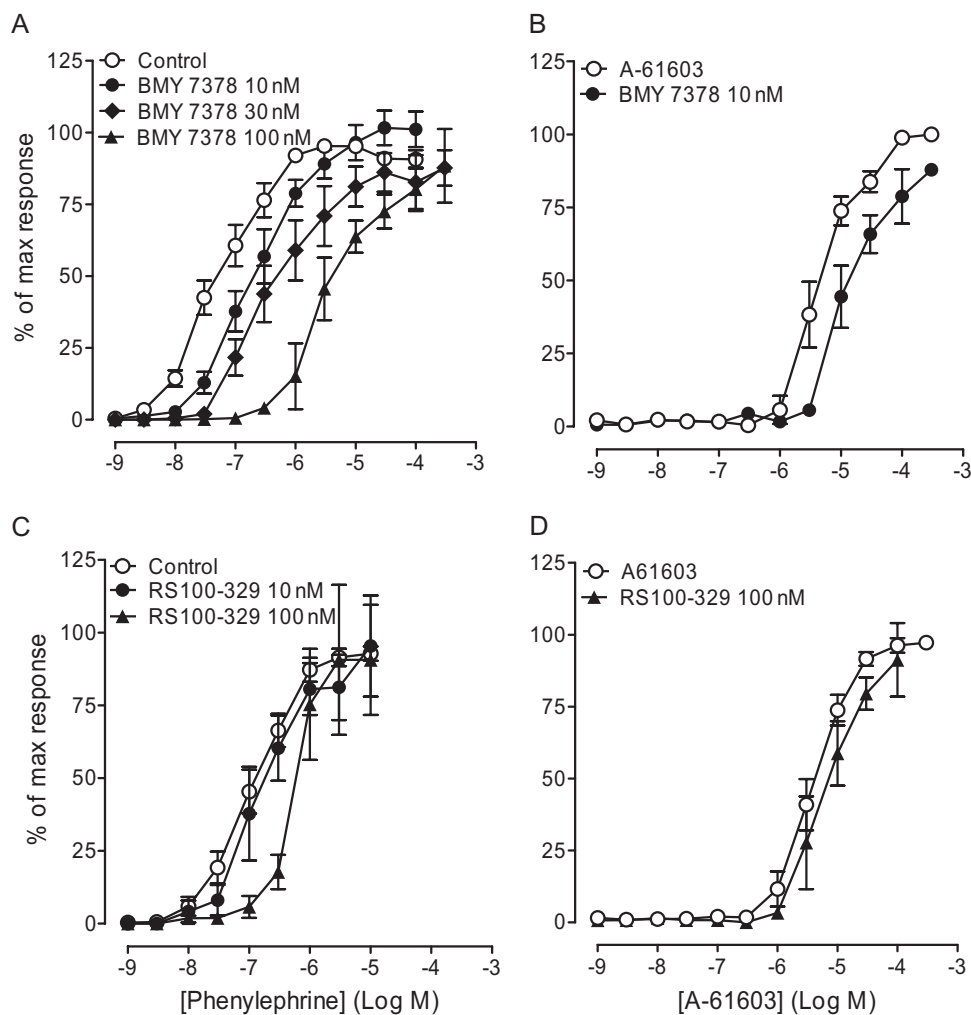 A
Control
BMY 7378 10 nM
BMY 7378 30 nM
BMY 7378 100 nM
125
100
75
50
25
0
% of max response
-9 -8 -7 -6 -5 -4 -3
B
A-61603
BMY 7378 10 nM
125
100
75
50
25
0
-9 -8 -7 -6 -5 -4 -3
C
Control
RS100-329 10 nM
RS100-329 100 nM
125
100
75
50
25
0
% of max response
-9 -8 -7 -6 -5 -4 -3
[Phenylephrine] (Log M)
D
A61603
RS100-329 100 nM
125
100
75
50
25
0
-9 -8 -7 -6 -5 -4 -3
[A-61603] (Log M)